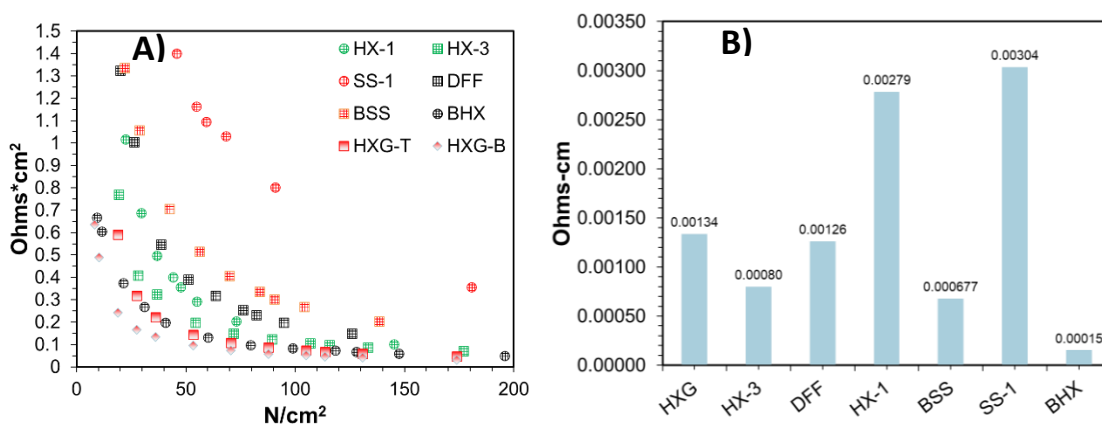 A)
1.5
1.4
1.3
1.2
1.1
1
0.9
0.8
0.7
0.6
0.5
0.4
0.3
0.2
0.1
0
Ohms*cm²
HX-1 HX-3
SS-1 DFF
BSS BHX
HXG-T HXG-B
0 50 100 150 200
N/cm²
B)
0.00350
0.00300
0.00250
0.00200
0.00150
0.00100
0.00050
0.00000
Ohms-cm
0.00134 0.00080 0.00126 0.00279 0.000677 0.00304 0.00015
HXG HX-3 DFF HX-1 BSS SS-1 BHX